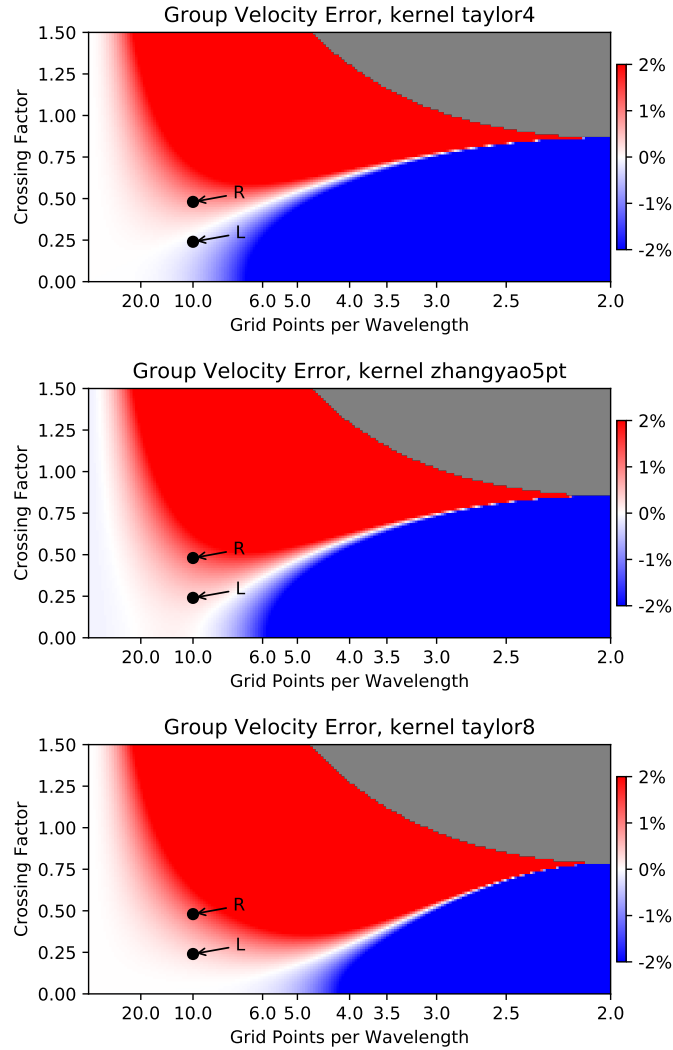 Group Velocity Error, kernel taylor4
1.50
1.25
1.00
0.75
0.50
0.25
0.00
Crossing Factor
R
L
20.0 10.0 6.0 5.0 4.0 3.5 3.0 2.5 2.0
Grid Points per Wavelength
2%
1%
0%
-1%
-2%
Group Velocity Error, kernel zhangyao5pt
1.50
1.25
1.00
0.75
0.50
0.25
0.00
Crossing Factor
R
L
20.0 10.0 6.0 5.0 4.0 3.5 3.0 2.5 2.0
Grid Points per Wavelength
2%
1%
0%
-1%
-2%
Group Velocity Error, kernel taylor8
1.50
1.25
1.00
0.75
0.50
0.25
0.00
Crossing Factor
R
L
20.0 10.0 6.0 5.0 4.0 3.5 3.0 2.5 2.0
Grid Points per Wavelength
2%
1%
0%
-1%
-2%